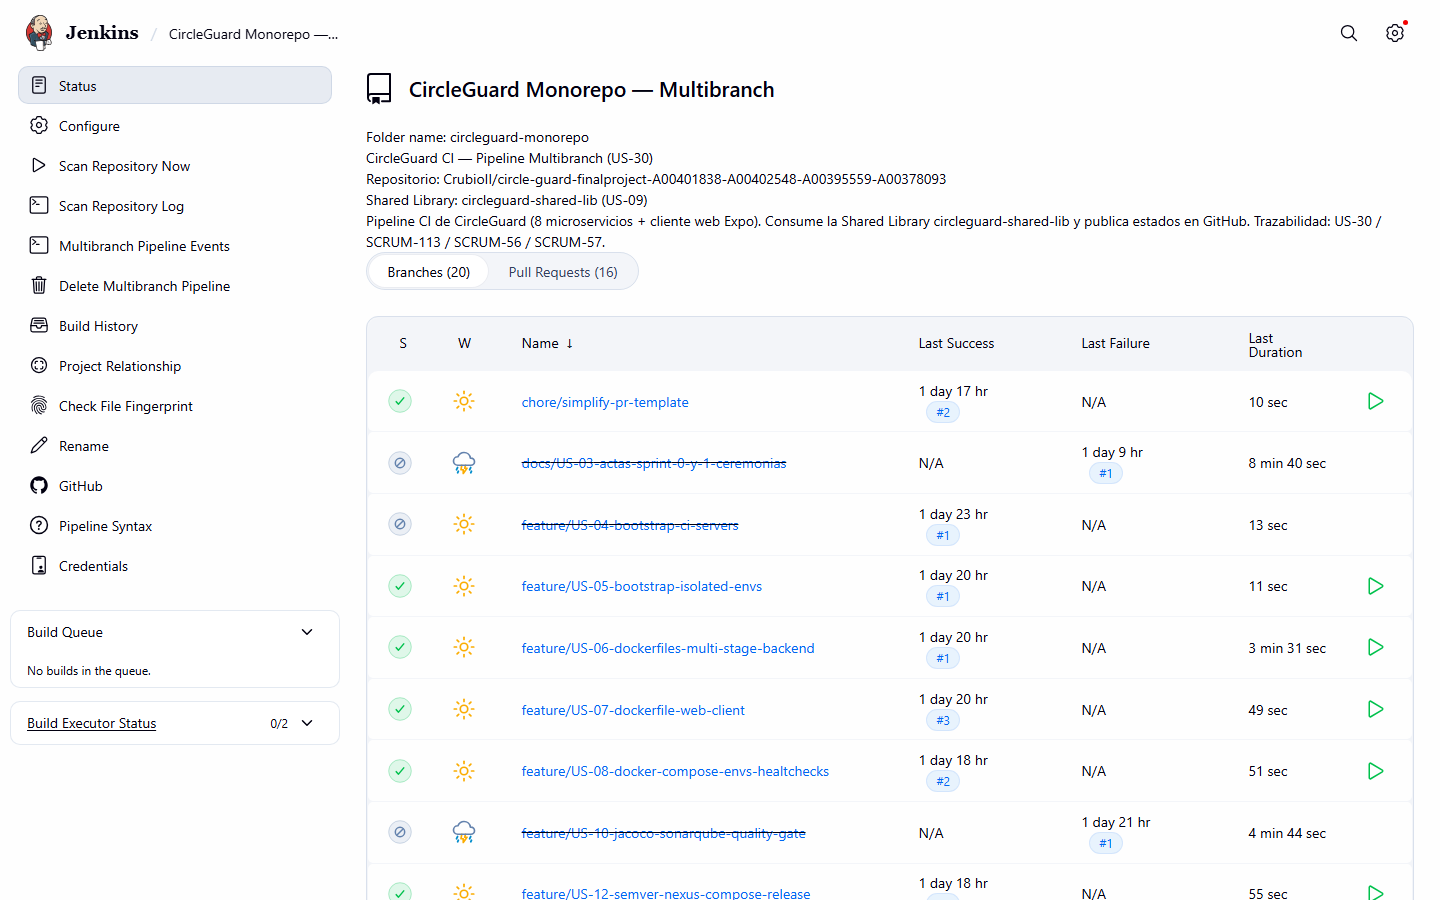 Jenkins / CircleGuard Monorepo —...
Status
Configure
Scan Repository Now
Scan Repository Log
Multibranch Pipeline Events
Delete Multibranch Pipeline
Build History
Project Relationship
Check File Fingerprint
Rename
GitHub
Pipeline Syntax
Credentials
Build Queue
No builds in the queue.
Build Executor Status 0/2
CircleGuard Monorepo — Multibranch
Folder name: circleguard-monorepo
CircleGuard CI — Pipeline Multibranch (US-30)
Repositorio: Crubioll/circle-guard-finalproject-A00401838-A00402548-A00395559-A00378093
Shared Library: circleguard-shared-lib (US-09)
Pipeline CI de CircleGuard (8 microservicios + cliente web Expo). Consume la Shared Library circleguard-shared-lib y publica estados en GitHub. Trazabilidad: US-30 /
SCRUM-113 / SCRUM-56 / SCRUM-57.
Branches (20) Pull Requests (16)
S W Name ↓ Last Success Last Failure Last Duration
chore/simplify-pr-template 1 day 17 hr #2 N/A 10 sec
docs/US-03-actas-sprint-0-y-1-ceremonias N/A 1 day 9 hr #1 8 min 40 sec
feature/US-04-bootstrap-ci-servers 1 day 23 hr #1 N/A 13 sec
feature/US-05-bootstrap-isolated-envs 1 day 20 hr #1 N/A 11 sec
feature/US-06-dockerfiles-multi-stage-backend 1 day 20 hr #1 N/A 3 min 31 sec
feature/US-07-dockerfile-web-client 1 day 20 hr #3 N/A 49 sec
feature/US-08-docker-compose-envs-healtchecks 1 day 18 hr #2 N/A 51 sec
feature/US-10-jacoco-sonarqube-quality-gate N/A 1 day 21 hr #1 4 min 44 sec
feature/US-12-semver-nexus-compose-release 1 day 18 hr N/A 55 sec